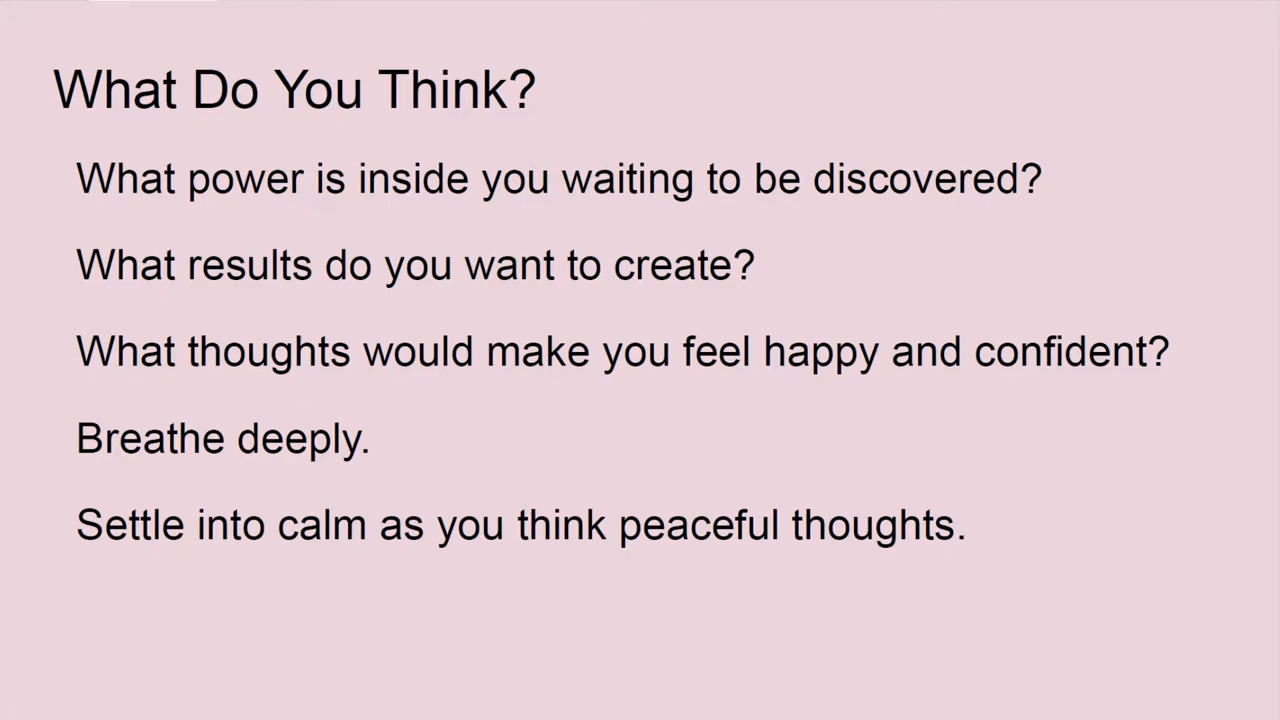 What Do You Think?
What power is inside you waiting to be discovered?
What results do you want to create?
What thoughts would make you feel happy and confident?
Breathe deeply.
Settle into calm as you think peaceful thoughts.